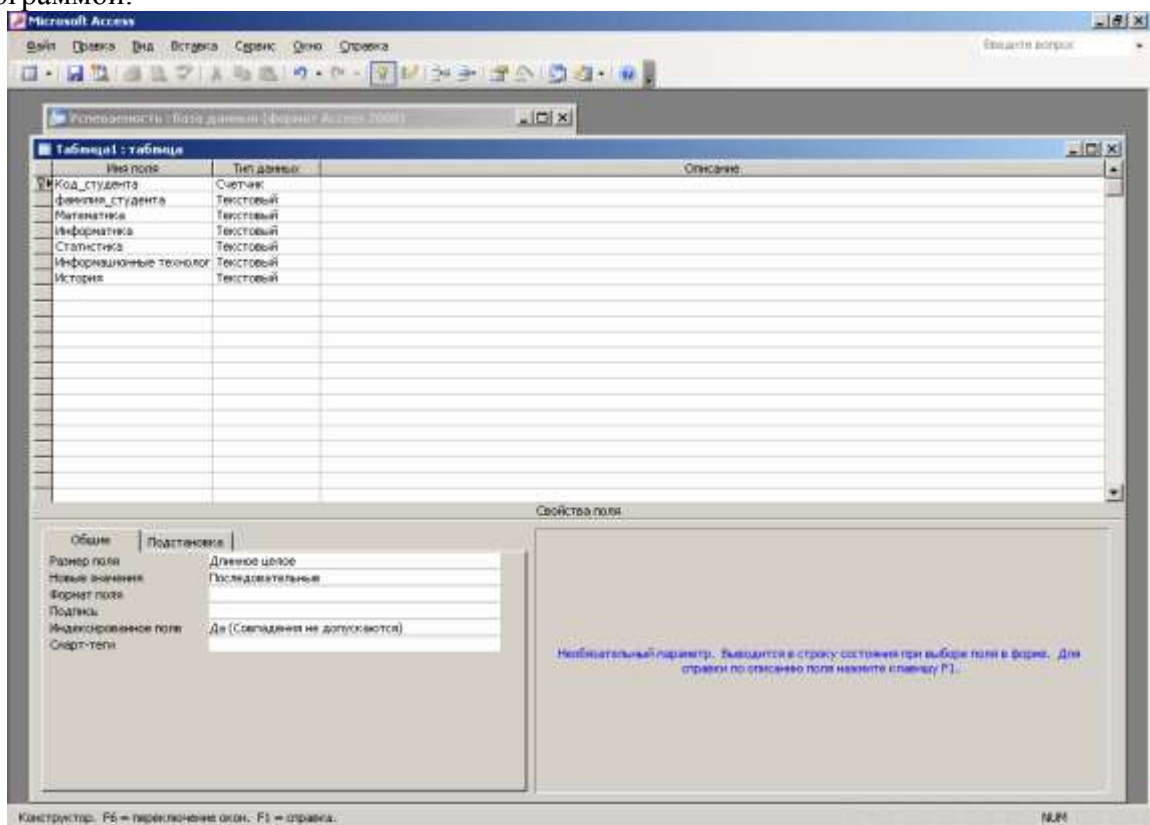 ограммой.
Microsoft Access
Файл Правка Вид Вставка Сервис Окно Справка Введите вопрос
Успеваемость : база данных (формат Access 2000)
Таблица1 : таблица
Имя поля Тип данных Описание
Код_студента Счетчик
фамилия_студента Текстовый
Математика Текстовый
Информатика Текстовый
Статистика Текстовый
Информационные технолог Текстовый
История Текстовый
Свойства поля
Общие Подстановка
Размер поля Длинное целое
Новые значения Последовательные
Формат поля
Подпись
Индексированное поле Да (Совпадения не допускаются)
Смарт-теги
Необязательный параметр. Выводится в строку состояния при выборе поля в форме. Для
справки по описанию поля нажмите клавишу F1.
Конструктор. F6 = переключение окон. F1 = справка. NUM